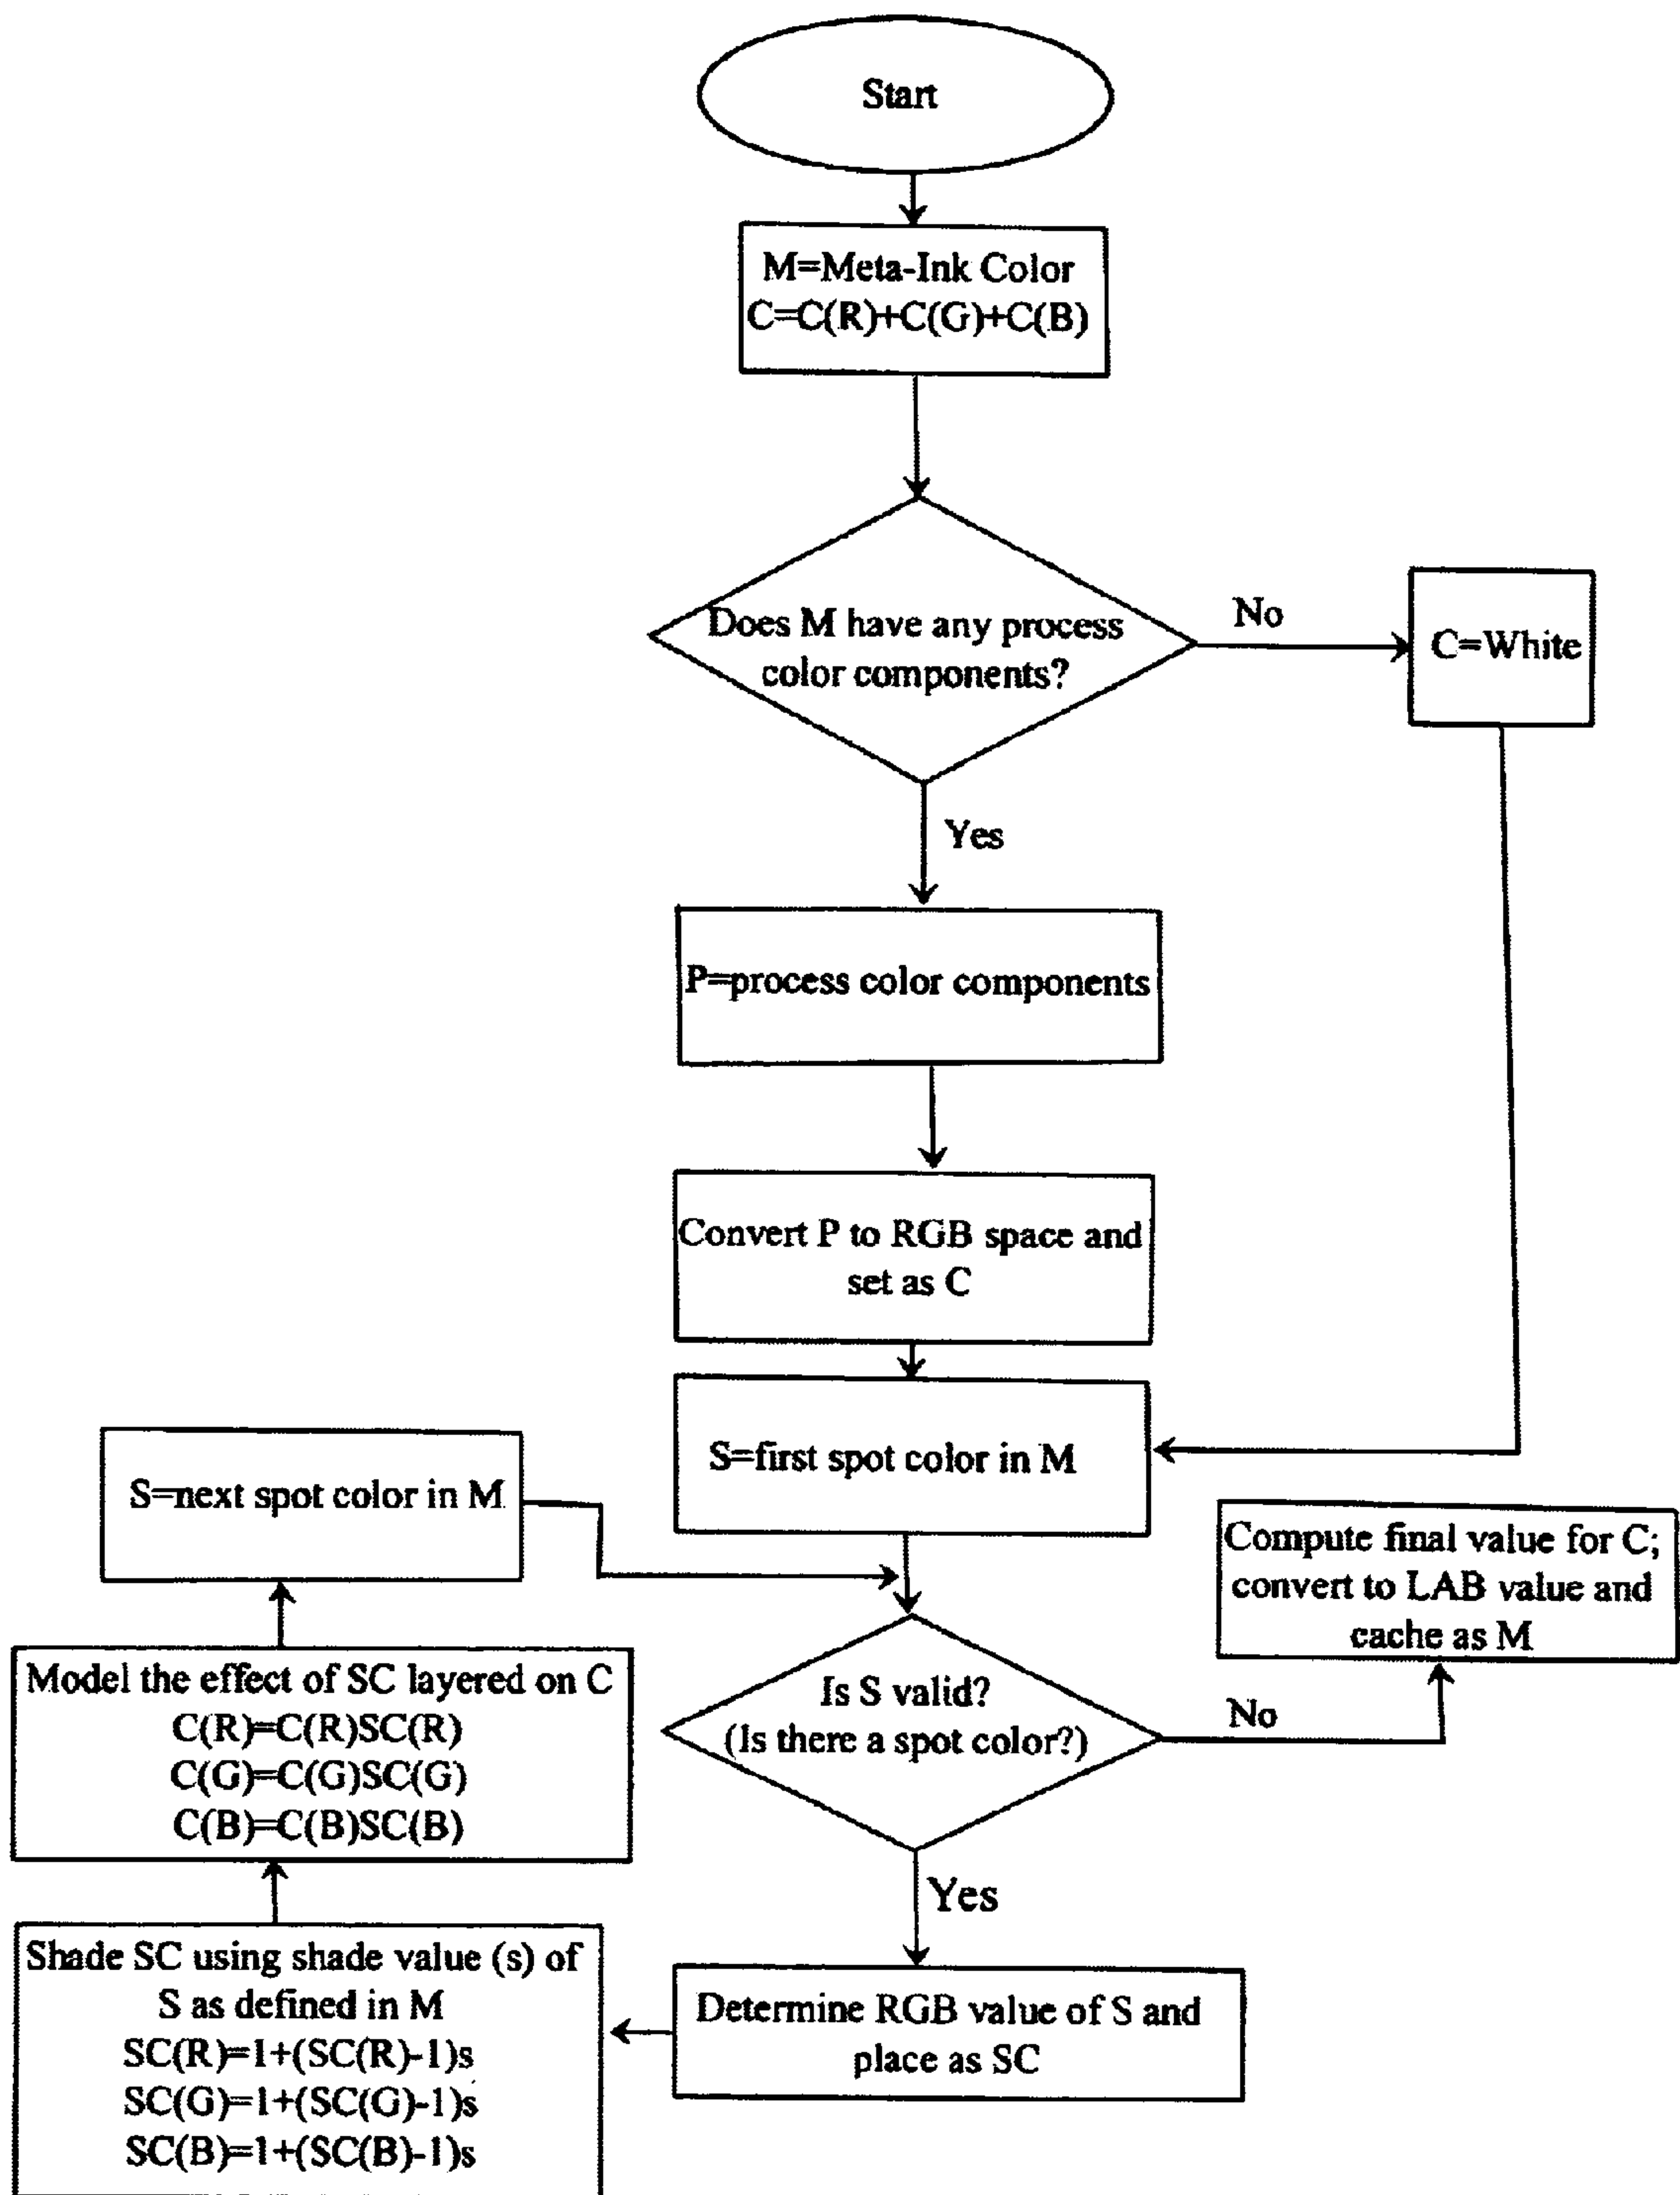 Start
M=Meta-Ink Color
C=C(R)+C(G)+C(B)
Does M have any process
color components?
No
C=White
Yes
P=process color components
Convert P to RGB space and
set as C
S=first spot color in M
S=next spot color in M
Compute final value for C;
convert to LAB value and
cache as M
Is S valid?
(Is there a spot color?)
No
Yes
Model the effect of SC layered on C
C(R)=C(R)SC(R)
C(G)=C(G)SC(G)
C(B)=C(B)SC(B)
Determine RGB value of S and
place as SC
Shade SC using shade value (s) of
S as defined in M
SC(R)=1+(SC(R)-1)s
SC(G)=1+(SC(G)-1)s
SC(B)=1+(SC(B)-1)s